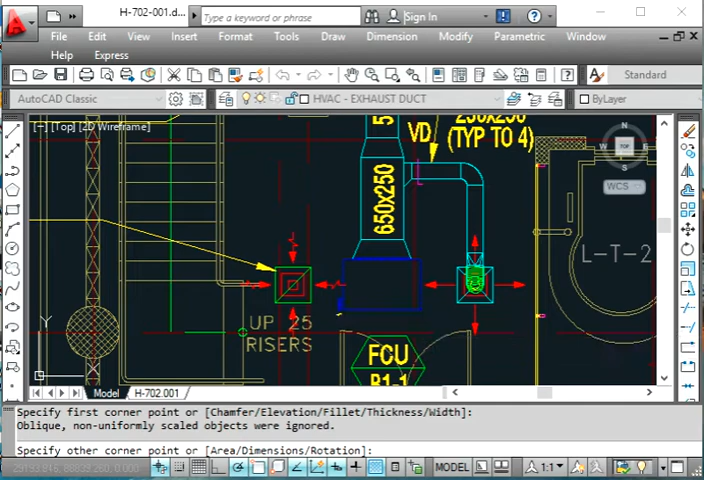 H-702-001.d...
Type a keyword or phrase
Sign In
File Edit View Insert Format Tools Draw Dimension Modify Parametric Window
Help Express
Standard
AutoCAD Classic
HVAC - EXHAUST DUCT
ByLayer
[−] [Top] [2D Wireframe]
VD
250x250
(TYP TO 4)
650x250
N
W TOP E
S
WCS
L-T-2
UP 25
RISERS
Y
FCU
B1-1
Model H-702.001
Specify first corner point or [Chamfer/Elevation/Fillet/Thickness/Width]:
Oblique, non-uniformly scaled objects were ignored.
Specify other corner point or [Area/Dimensions/Rotation]:
MODEL
1:1